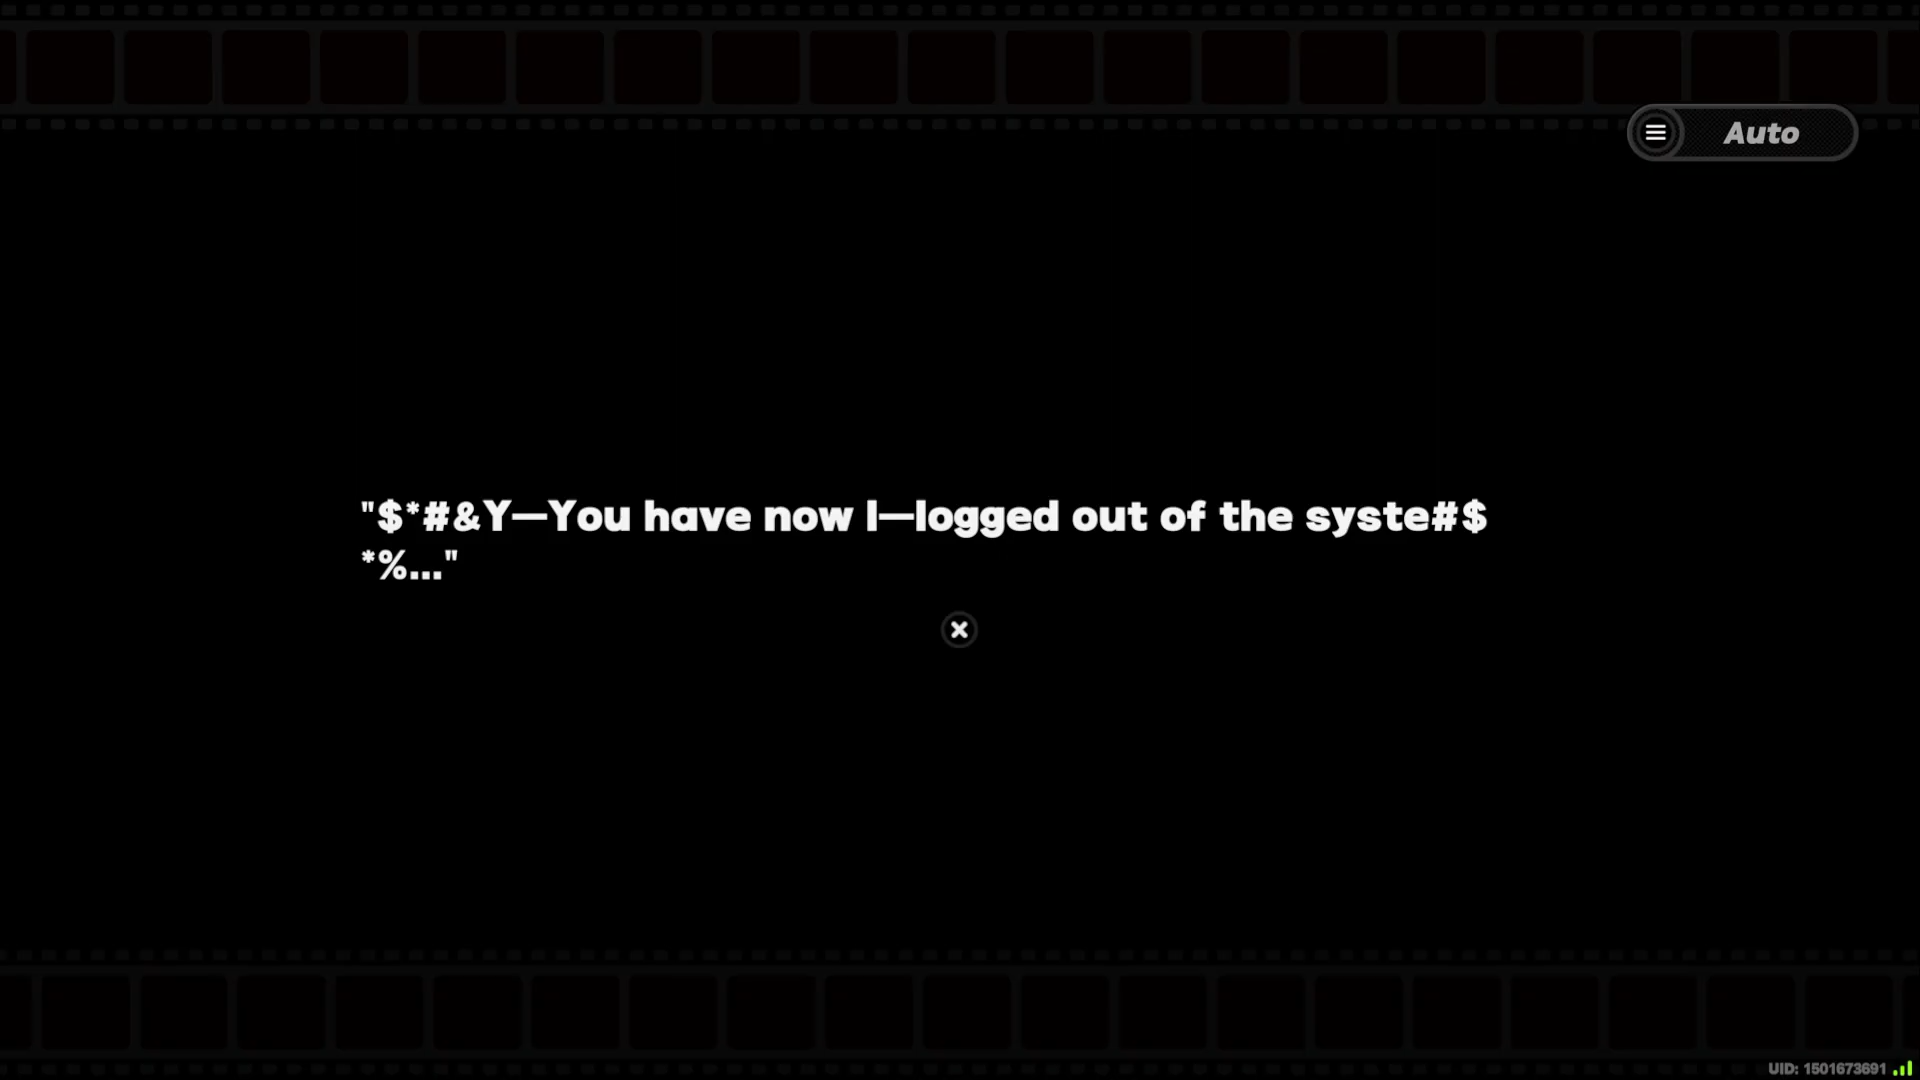 Auto
"$*#&Y—You have now l—logged out of the syste#$
*%..."
UID: 1501673691